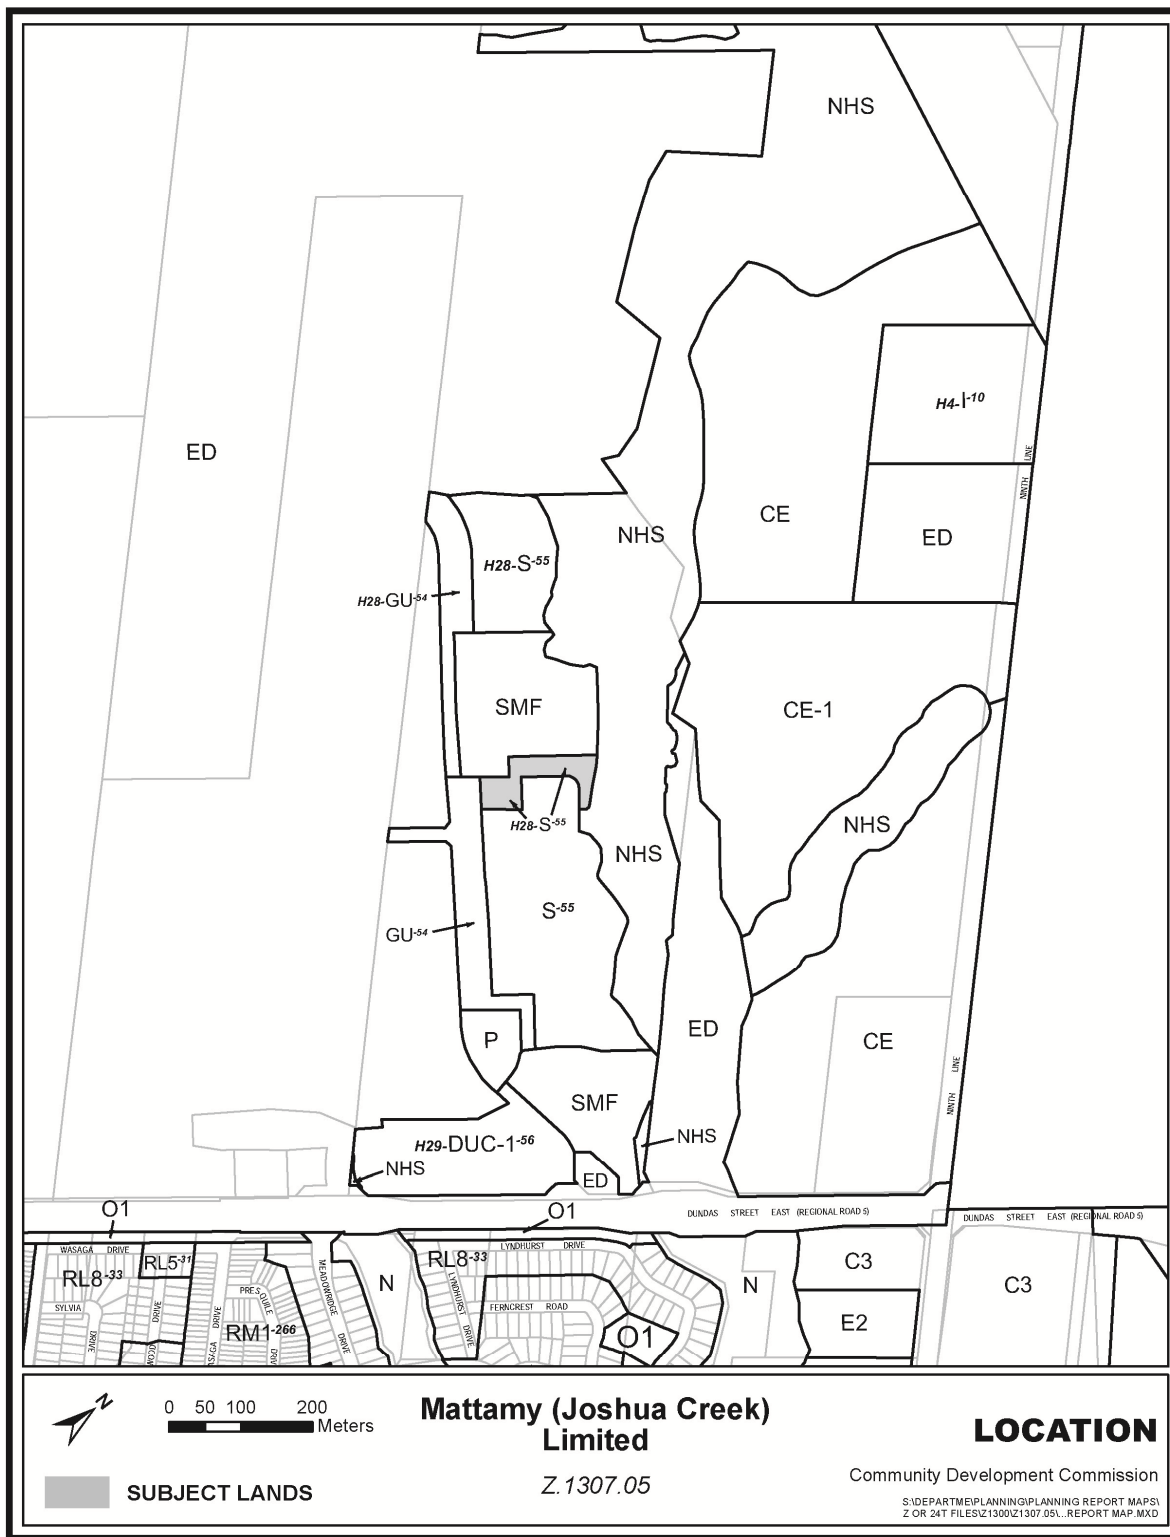 NHS
H4-I-10
NINTH LINE
ED
CE
NHS
ED
H28-S-55
H28-GU-54
SMF
CE-1
H28-S-55
NHS
NHS
S-55
GU-54
P
ED
CE
NINTH LINE
SMF
NHS
H29-DUC-1-56
NHS
ED
O1
O1
DUNDAS STREET EAST (REGIONAL ROAD 5)
DUNDAS STREET EAST (REGIONAL ROAD 5)
WASAGA DRIVE
RL5-31
RL8-33
RL8-33
LYNDHURST DRIVE
C3
SYLVIA
DRIVE
DRIVE
PRESQUILE
DRIV
RM1-266
MEADOWRIDGE DRIVE
N
LYNDHURST DRIVE
FERNCREST ROAD
O1
N
E2
C3
N
0 50 100 200
Meters
Mattamy (Joshua Creek)
Limited
Z.1307.05
SUBJECT LANDS
LOCATION
Community Development Commission
S:\DEPARTME\PLANNING\PLANNING REPORT MAPS\
Z OR 24T FILES\Z1300\Z1307.05\...REPORT MAP.MXD